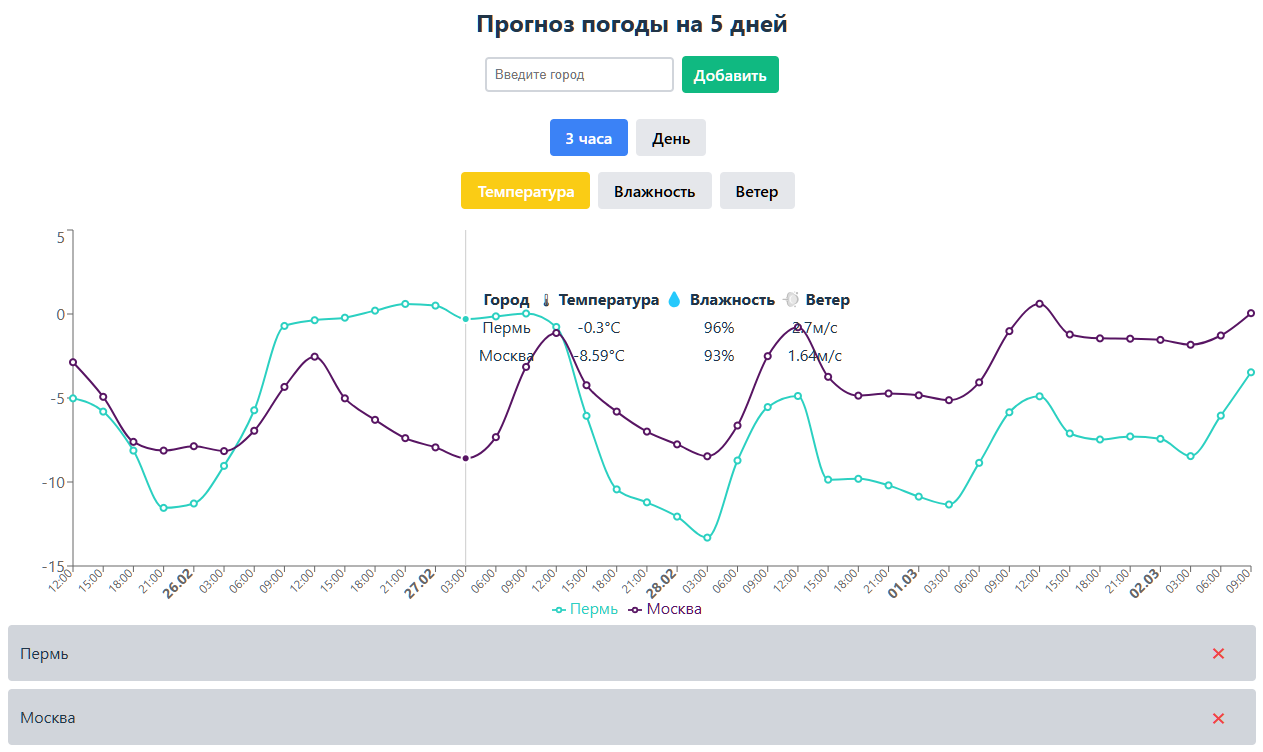 Прогноз погоды на 5 дней
Введите город Добавить
3 часа День
Температура Влажность Ветер
5
0
-5
-10
-15
Город Температура Влажность Ветер
Пермь -0.3°C 96% 2.7м/с
Москва -8.59°C 93% 1.64м/с
12:00 15:00 18:00 21:00 26.02 03:00 06:00 09:00 12:00 15:00 18:00 21:00 27.02 03:00 06:00 09:00 12:00 15:00 18:00 21:00 28.02 03:00 06:00 09:00 12:00 15:00 18:00 21:00 01.03 03:00 06:00 09:00 12:00 15:00 18:00 21:00 02.03 03:00 06:00 09:00
Пермь Москва
Пермь
Москва